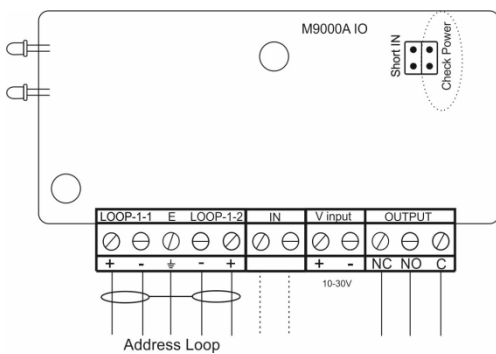 M9000A IO
Short IN
Check Power
LOOP-1-1 E LOOP-1-2 IN V input OUTPUT
+ - - + + - NC NO C
10-30V
Address Loop